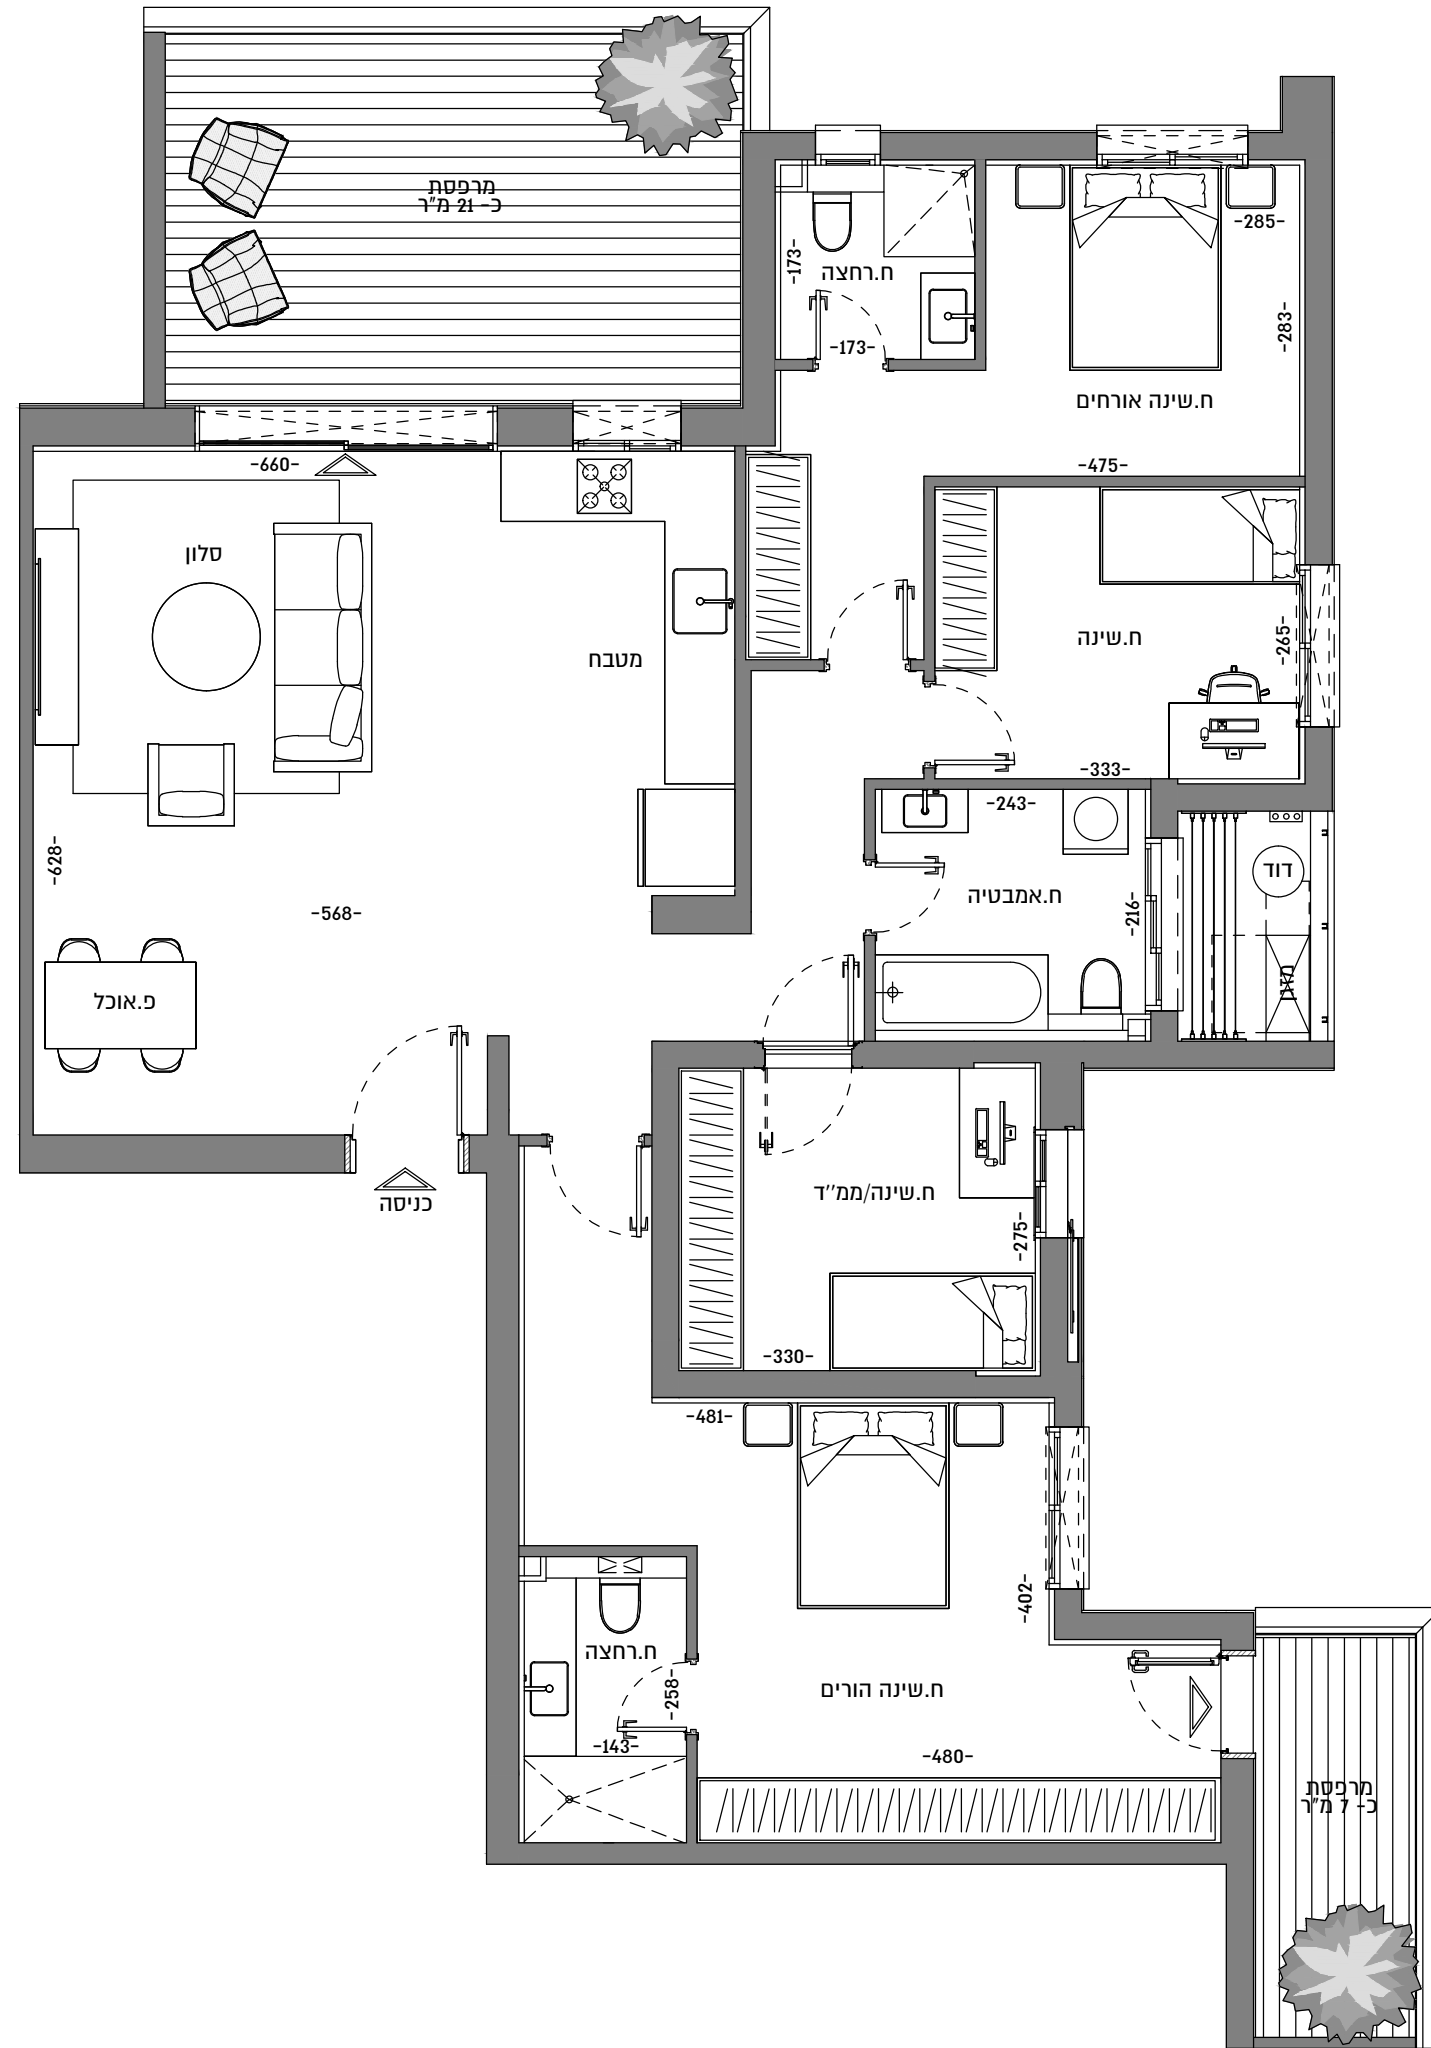 מרפסת
כ- 21 מ"ר
-173-
ח.רחצה
-173-
-285-
-283-
ח.שינה אורחים
-475-
-660-
סלון
מטבח
ח.שינה
-265-
-333-
-628-
-568-
-243-
ח.אמבטיה
-216-
דוד
מזגן
פ.אוכל
כניסה
ח.שינה/ממ''ד
-275-
-330-
-481-
-402-
ח.רחצה
-258-
-143-
ח.שינה הורים
-480-
מרפסת
כ- 7 מ"ר